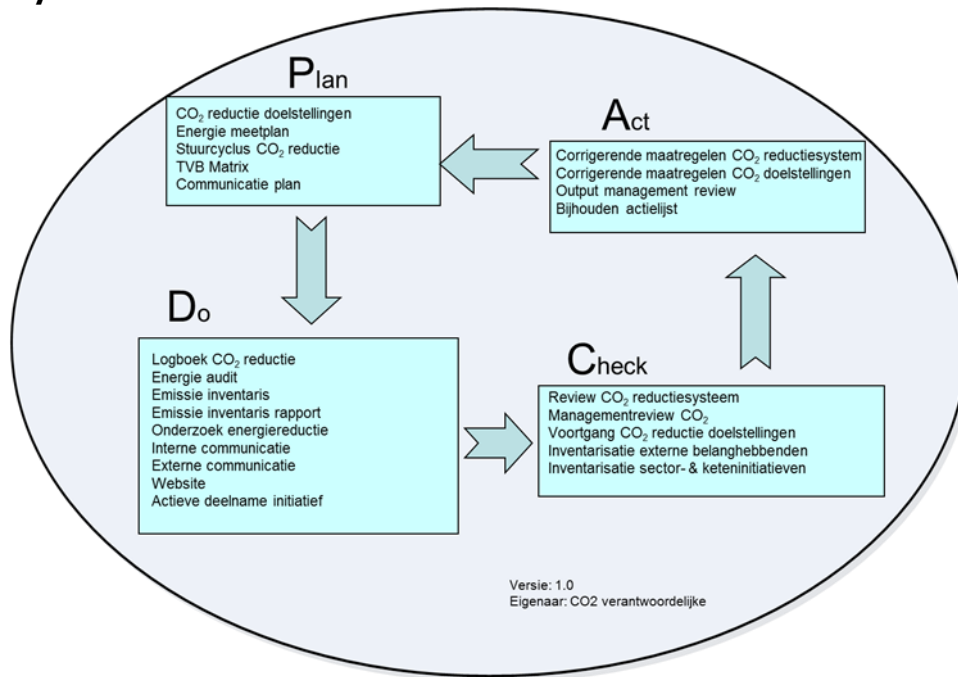 Plan
CO₂ reductie doelstellingen
Energie meetplan
Stuurcyclus CO₂ reductie
TVB Matrix
Communicatie plan
Act
Corrigerende maatregelen CO₂ reductiesystem
Corrigerende maatregelen CO₂ doelstellingen
Output management review
Bijhouden actielijst
Do
Logboek CO₂ reductie
Energie audit
Emissie inventaris
Emissie inventaris rapport
Onderzoek energiereductie
Interne communicatie
Externe communicatie
Website
Actieve deelname initiatief
Check
Review CO₂ reductiesysteem
Managementreview CO₂
Voortgang CO₂ reductie doelstellingen
Inventarisatie externe belanghebbenden
Inventarisatie sector- & keteninitiatieven
Versie: 1.0
Eigenaar: CO2 verantwoordelijke